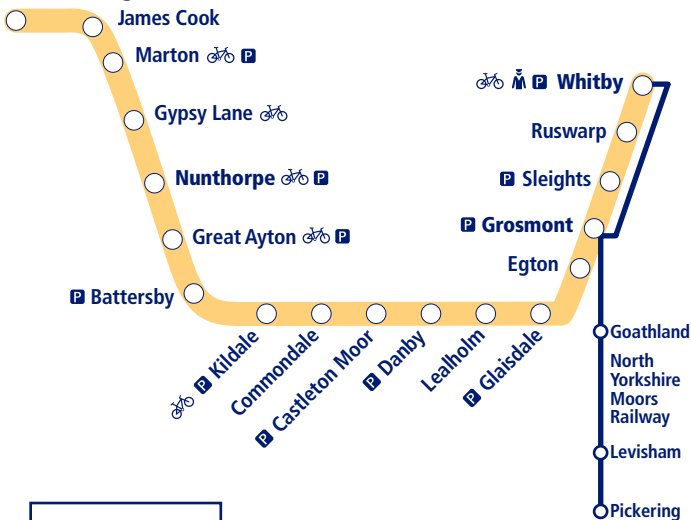 James Cook
Marton P
Gypsy Lane
Nunthorpe P
Great Ayton P
P Battersby
P Kildale
Commondale
P Castleton Moor
P Danby
Lealholm
P Glaisdale
P Whitby
Ruswarp
P Sleights
P Grosmont
Egton
Goathland
North
Yorkshire
Moors
Railway
Levisham
Pickering